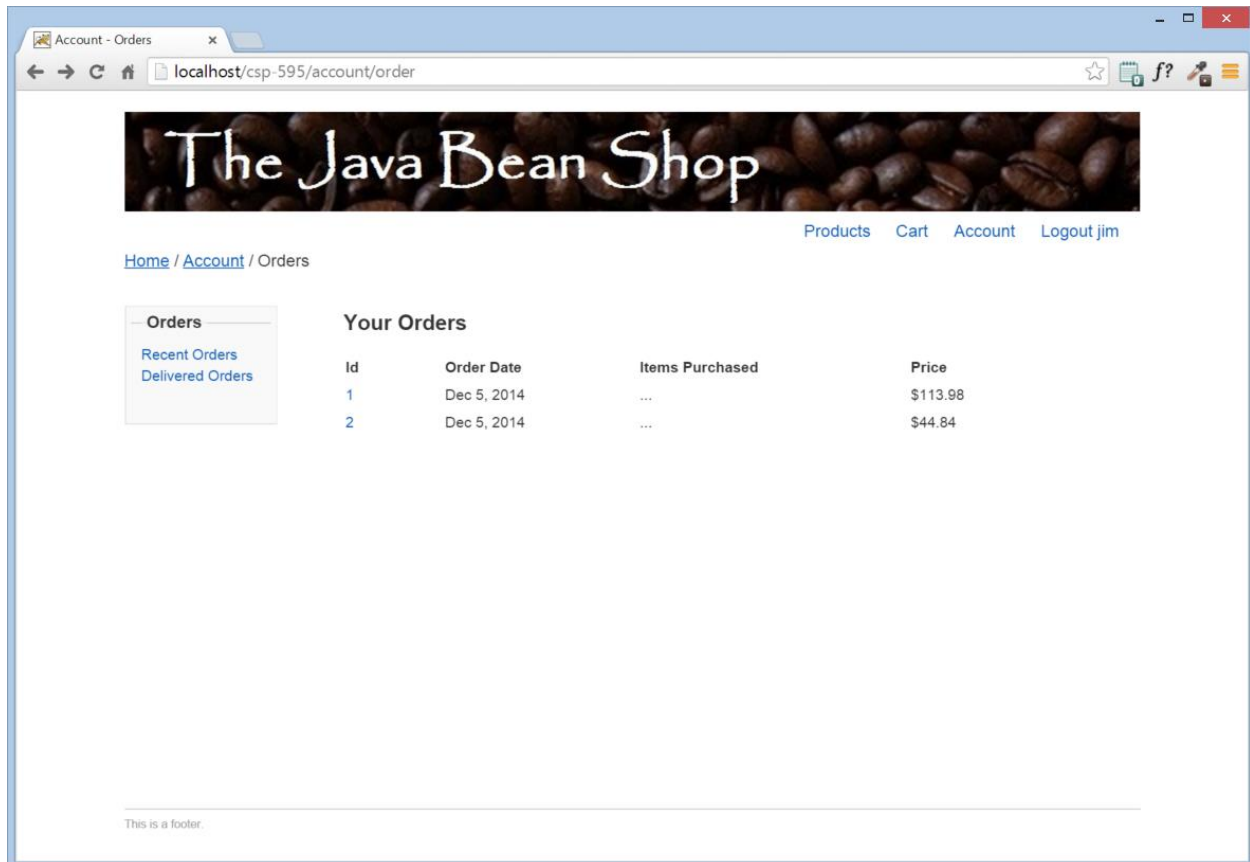 Account - Orders
localhost/csp-595/account/order
f?
The Java Bean Shop
Products Cart Account Logout jim
Home / Account / Orders
Orders
Recent Orders
Delivered Orders
Your Orders
Id Order Date Items Purchased Price
1 Dec 5, 2014 ... $113.98
2 Dec 5, 2014 ... $44.84
This is a footer.